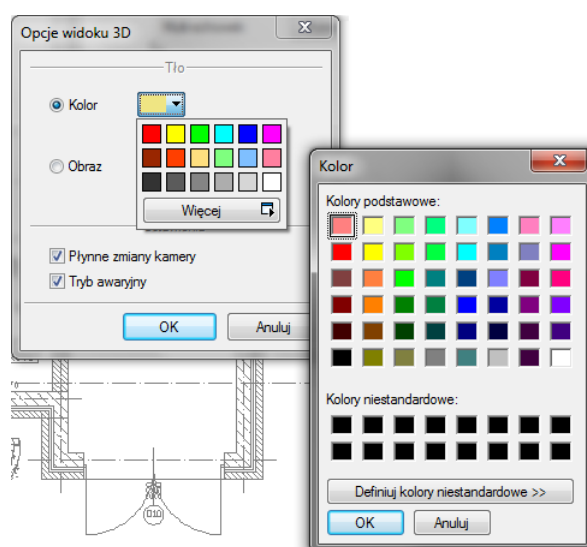 Opcje widoku 3D
Tło
Kolor
Obraz
Więcej
Płynne zmiany kamery
Tryb awaryjny
OK
Anuluj
Kolor
Kolory podstawowe:
Kolory niestandardowe:
Definiuj kolory niestandardowe >>
OK
Anuluj